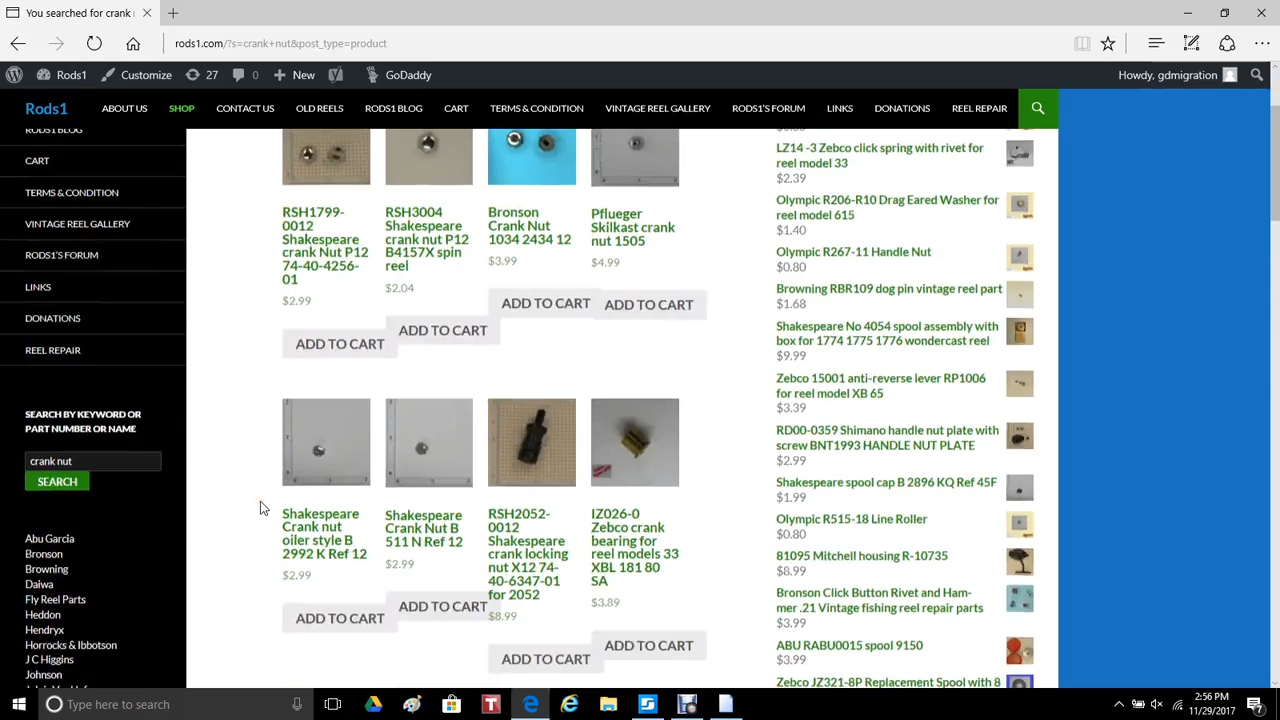 You searched for crank n
rods1.com/?s=crank+nut&post_type=product
Rods1
Customize
27
0
New
GoDaddy
Howdy, gdmigration
Rods1
ABOUT US
SHOP
CONTACT US
OLD REELS
RODS1 BLOG
CART
TERMS & CONDITION
VINTAGE REEL GALLERY
RODS1'S FORUM
LINKS
DONATIONS
REEL REPAIR
RODS1 BLOG
CART
TERMS & CONDITION
VINTAGE REEL GALLERY
RODS1'S FORUM
LINKS
DONATIONS
REEL REPAIR
SEARCH BY KEYWORD OR
PART NUMBER OR NAME
crank nut
SEARCH
Abu Garcia
Bronson
Browning
Daiwa
Fly Reel Parts
Heddon
Hendryx
Horrocks & Ibbotson
J C Higgins
Johnson
RSH1799-
0012
Shakespeare
crank Nut P12
74-40-4256-
01
$2.99
ADD TO CART
RSH3004
Shakespeare
crank nut P12
B4157X spin
reel
$2.04
ADD TO CART
Bronson
Crank Nut
1034 2434 12
$3.99
ADD TO CART
Pflueger
Skilkast crank
nut 1505
$4.99
ADD TO CART
Shakespeare
Crank nut
oiler style B
2992 K Ref 12
$2.99
ADD TO CART
Shakespeare
Crank Nut B
511 N Ref 12
$2.99
ADD TO CART
RSH2052-
0012
Shakespeare
crank locking
nut X12 74-
40-6347-01
for 2052
$8.99
ADD TO CART
IZ026-0
Zebco crank
bearing for
reel models 33
XBL 181 80
SA
$3.89
ADD TO CART
LZ14 -3 Zebco click spring with rivet for
reel model 33
$2.39
Olympic R206-R10 Drag Eared Washer for
reel model 615
$1.40
Olympic R267-11 Handle Nut
$0.80
Browning RBR109 dog pin vintage reel part
$1.68
Shakespeare No 4054 spool assembly with
box for 1774 1775 1776 wondercast reel
$9.99
Zebco 15001 anti-reverse lever RP1006
for reel model XB 65
$3.39
RD00-0359 Shimano handle nut plate with
screw BNT1993 HANDLE NUT PLATE
$2.99
Shakespeare spool cap B 2896 KQ Ref 45F
$1.99
Olympic R515-18 Line Roller
$0.80
81095 Mitchell housing R-10735
$8.99
Bronson Click Button Rivet and Ham-
mer .21 Vintage fishing reel repair parts
$3.99
ABU RABU0015 spool 9150
$3.99
Zebco JZ321-8P Replacement Spool with 8
Type here to search
2:56 PM
11/29/2017